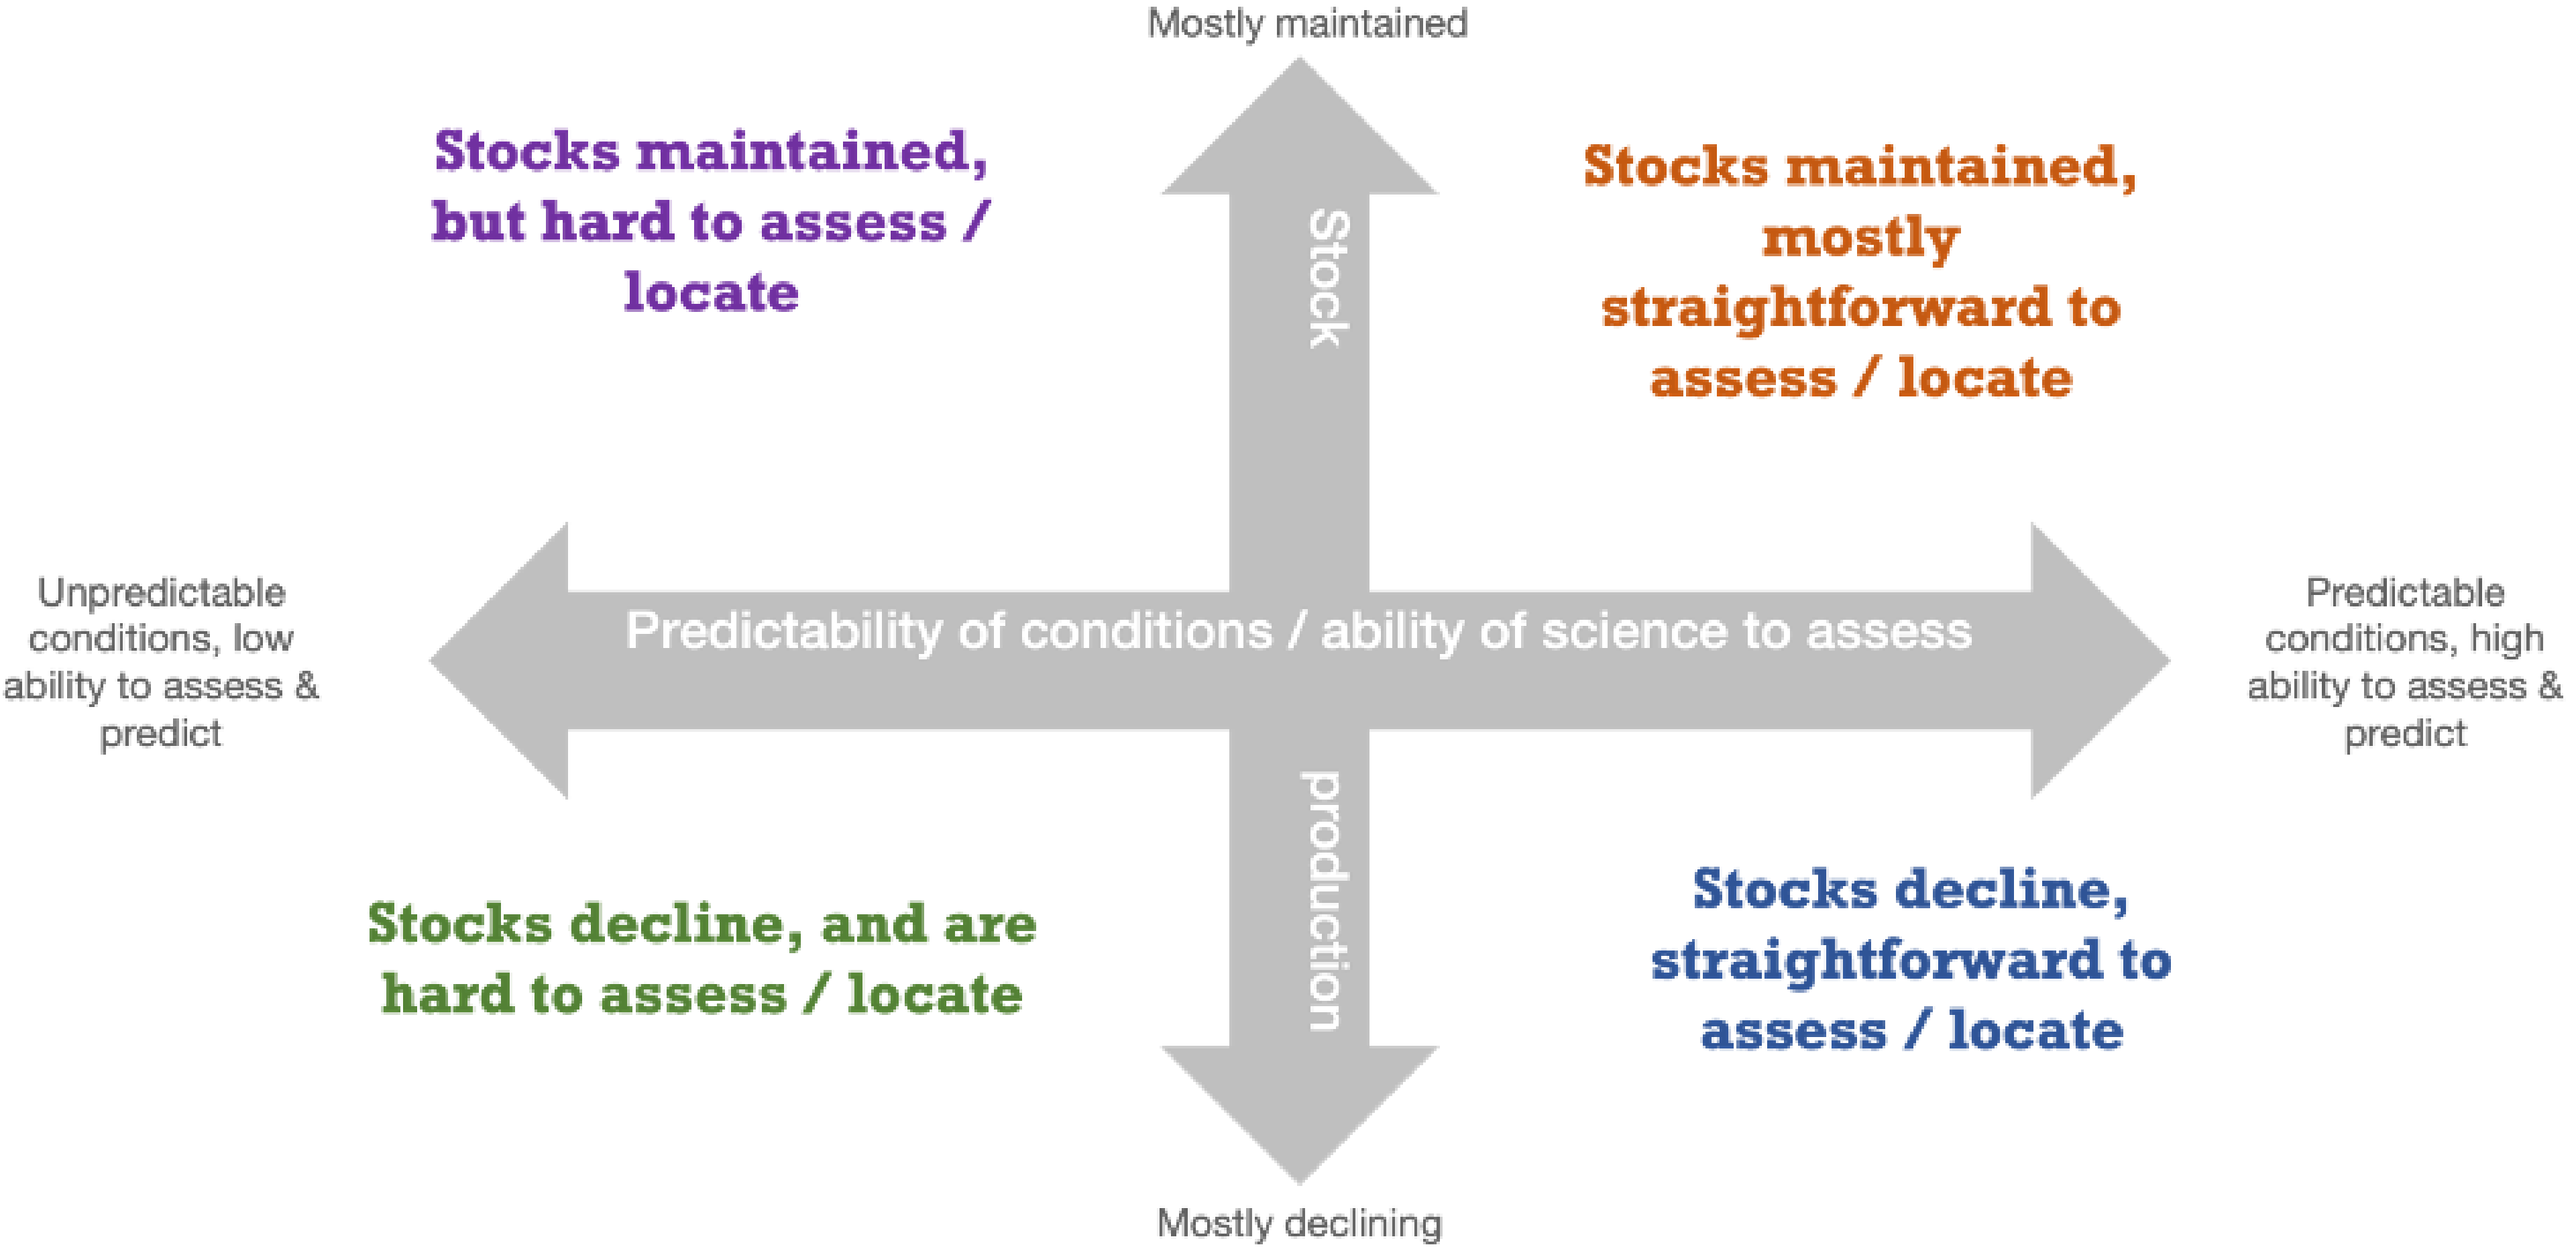 Mostly maintained
Stocks maintained,
but hard to assess /
locate
Stocks maintained,
mostly
straightforward to
assess / locate
Stock
Unpredictable
conditions, low
ability to assess &
predict
Predictability of conditions / ability of science to assess
Predictable
conditions, high
ability to assess &
predict
production
Stocks decline, and are
hard to assess / locate
Stocks decline,
straightforward to
assess / locate
Mostly declining